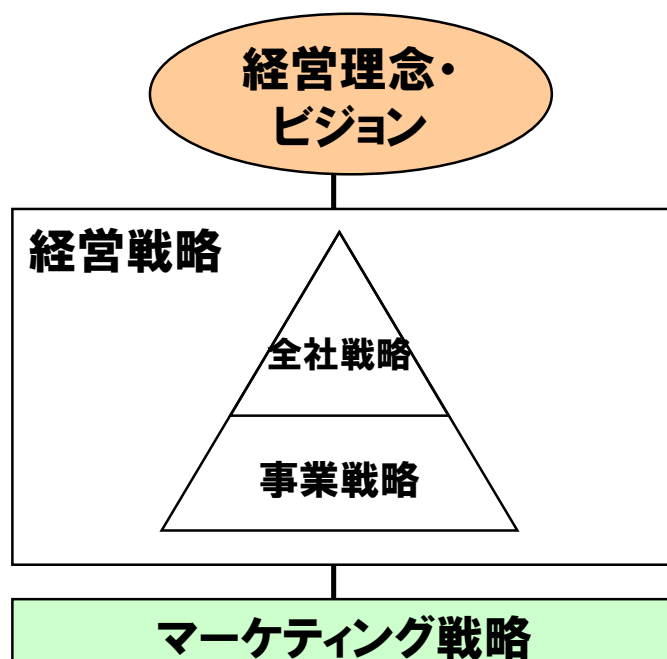 経営理念・
ビジョン
経営戦略
全社戦略
事業戦略
マーケティング戦略